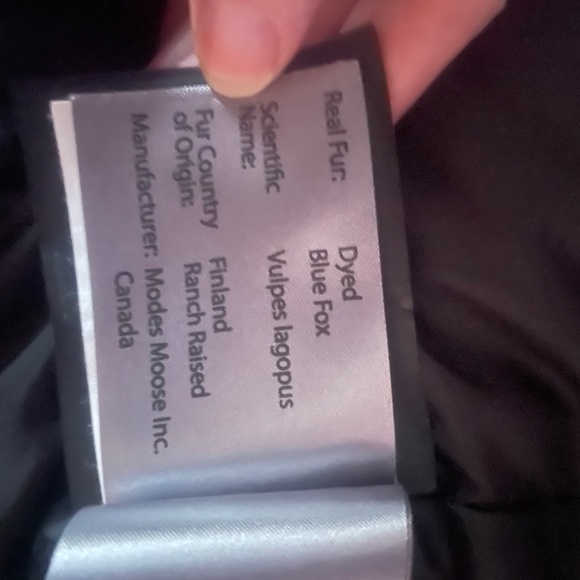 Real Fur: Dyed
Blue Fox
Scientific Vulpes lagopus
Name:
Fur Country Finland
of Origin: Ranch Raised
Manufacturer: Modes Moose Inc.
Canada